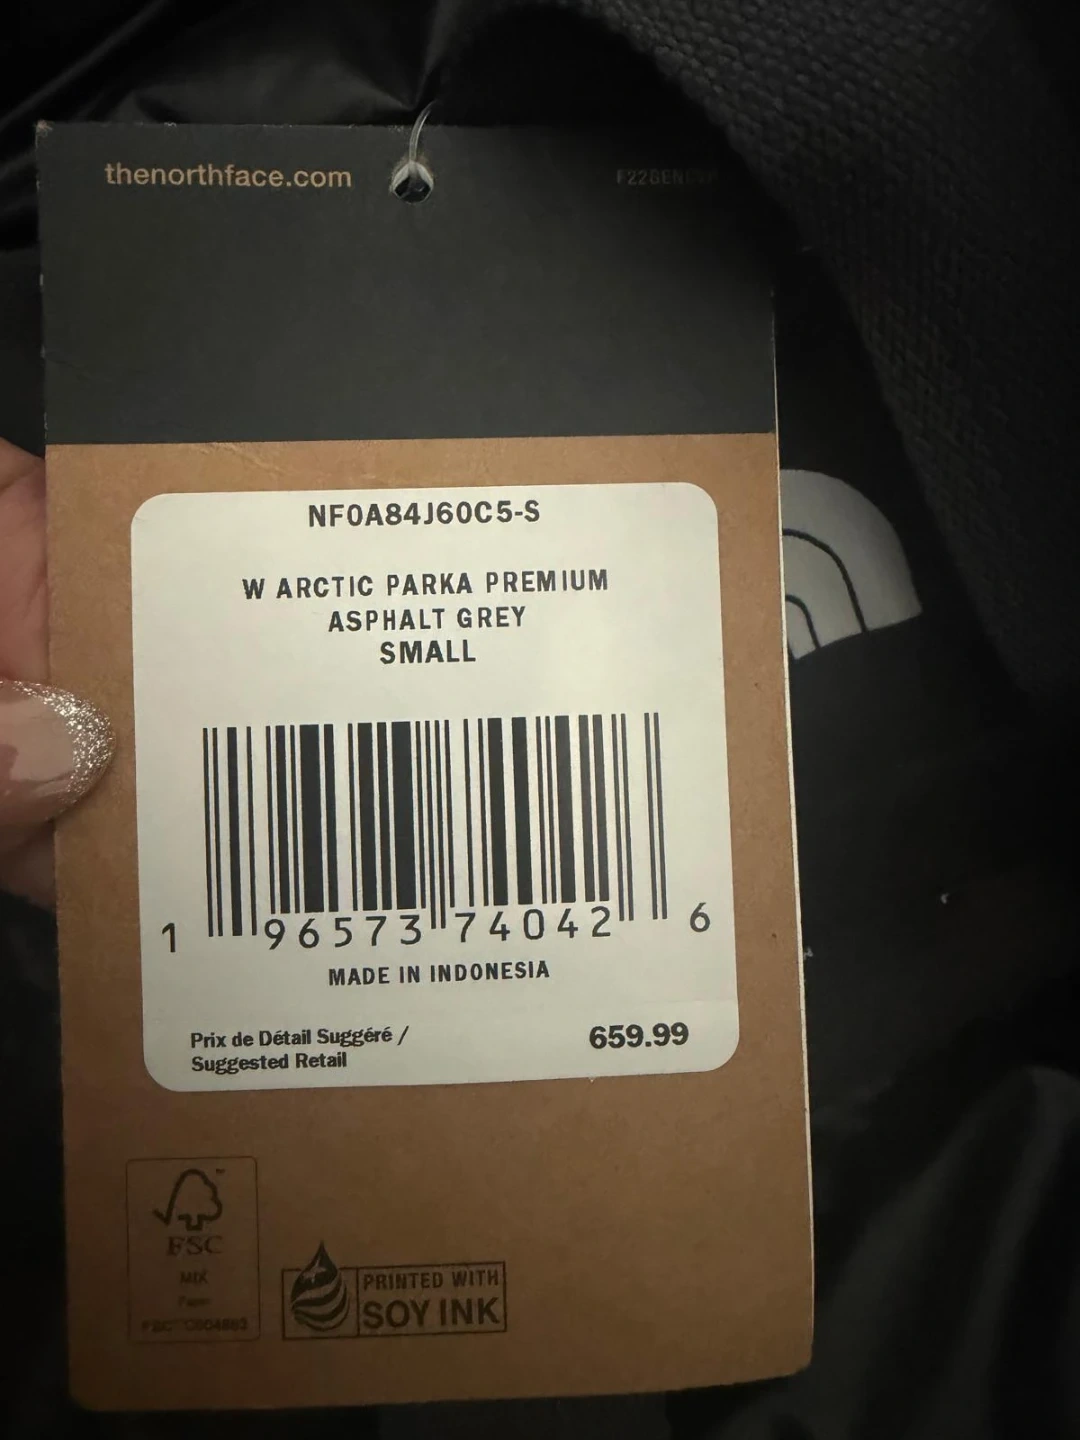 thenorthface.com
NF0A84J60C5-S
W ARCTIC PARKA PREMIUM
ASPHALT GREY
SMALL
1 96573 74042 6
MADE IN INDONESIA
Prix de Détail Suggéré /
Suggested Retail
659.99
FSC
MIX
PRINTED WITH
SOY INK